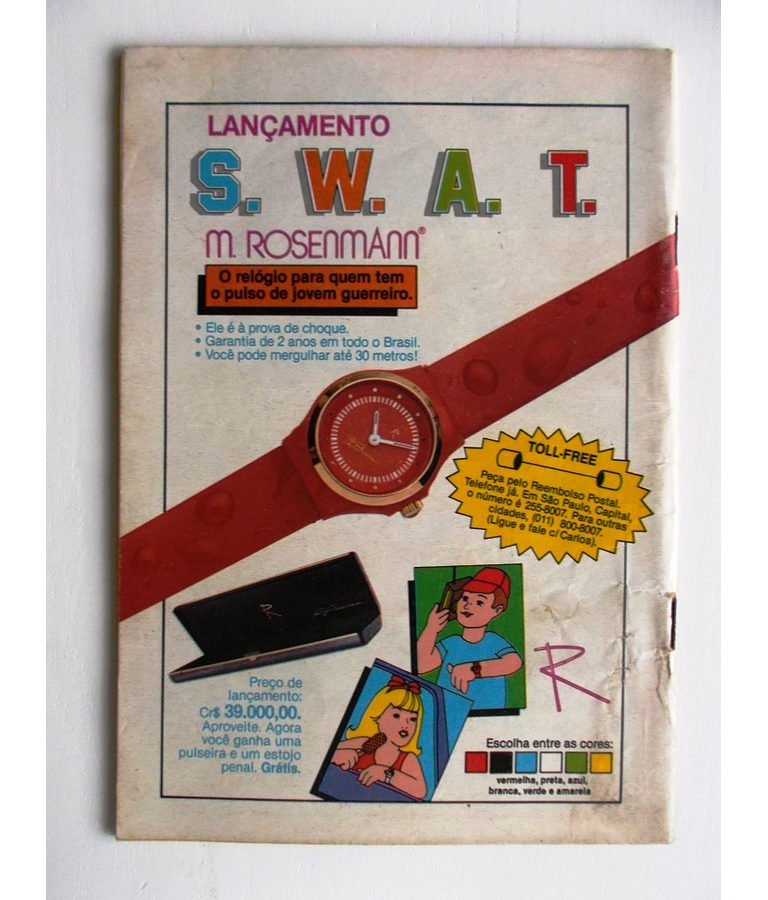 LANÇAMENTO
S. W. A. T.
M. ROSENMANN®
O relógio para quem tem
o pulso de jovem guerreiro.
• Ele é à prova de choque.
• Garantia de 2 anos em todo o Brasil.
• Você pode mergulhar até 30 metros!
TOLL-FREE
Peça pelo Reembolso Postal.
Telefone já. Em São Paulo, Capital,
o número é 255-8007. Para outras
cidades, (011) 800-8007.
(Ligue e fale c/Carlos).
Preço de
lançamento:
Cr$ 39.000,00.
Aproveite. Agora
você ganha uma
pulseira e um estojo
penal. Grátis.
R
Escolha entre as cores:
vermelha, preta, azul,
branca, verde e amarela